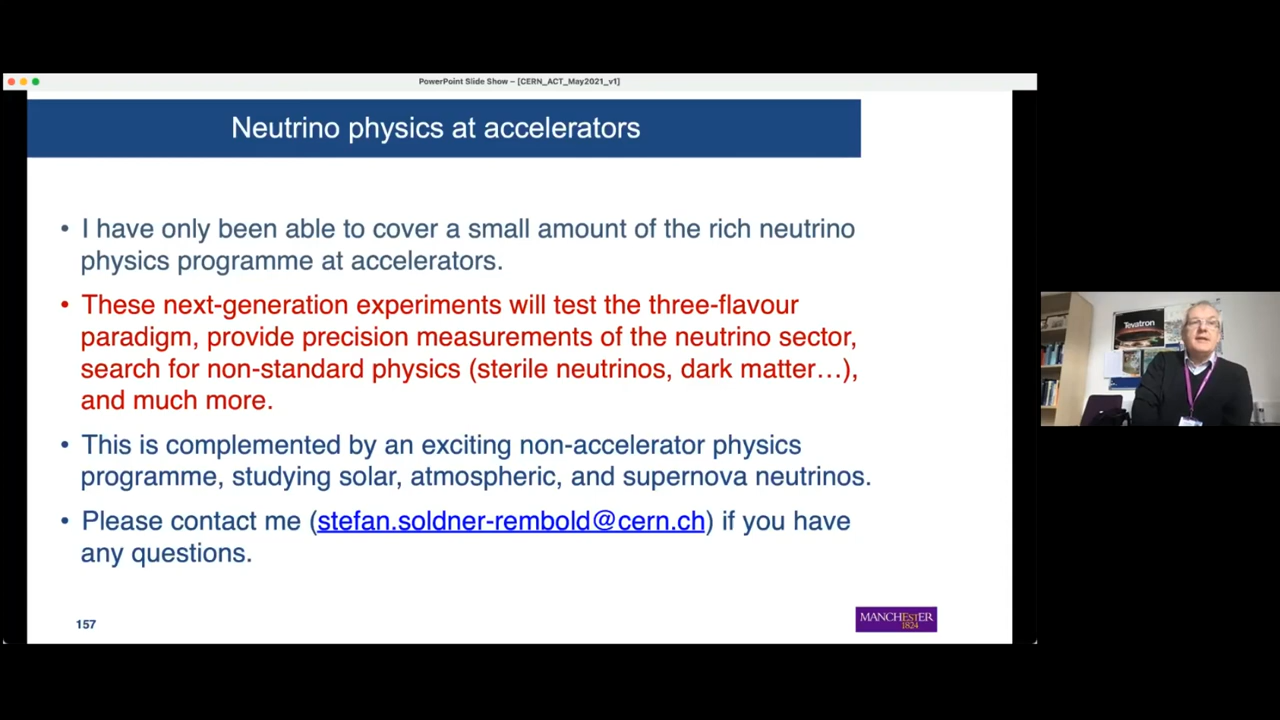 PowerPoint Slide Show – [CERN_ACT_May2021_v1]
Neutrino physics at accelerators
• I have only been able to cover a small amount of the rich neutrino
physics programme at accelerators.
• These next-generation experiments will test the three-flavour
paradigm, provide precision measurements of the neutrino sector,
search for non-standard physics (sterile neutrinos, dark matter…),
and much more.
• This is complemented by an exciting non-accelerator physics
programme, studying solar, atmospheric, and supernova neutrinos.
• Please contact me (stefan.soldner-rembold@cern.ch) if you have
any questions.
157
MANCHESTER
1824
Tevatron